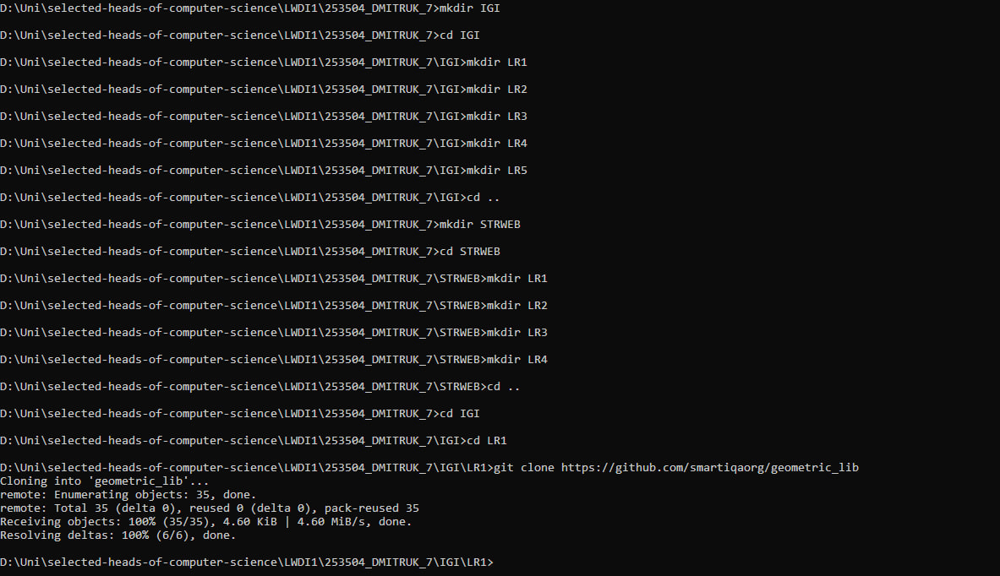 D:\Uni\selected-heads-of-computer-science\LWDI1\253504_DMITRUK_7>mkdir IGI
D:\Uni\selected-heads-of-computer-science\LWDI1\253504_DMITRUK_7>cd IGI
D:\Uni\selected-heads-of-computer-science\LWDI1\253504_DMITRUK_7\IGI>mkdir LR1
D:\Uni\selected-heads-of-computer-science\LWDI1\253504_DMITRUK_7\IGI>mkdir LR2
D:\Uni\selected-heads-of-computer-science\LWDI1\253504_DMITRUK_7\IGI>mkdir LR3
D:\Uni\selected-heads-of-computer-science\LWDI1\253504_DMITRUK_7\IGI>mkdir LR4
D:\Uni\selected-heads-of-computer-science\LWDI1\253504_DMITRUK_7\IGI>mkdir LR5
D:\Uni\selected-heads-of-computer-science\LWDI1\253504_DMITRUK_7\IGI>cd ..
D:\Uni\selected-heads-of-computer-science\LWDI1\253504_DMITRUK_7>mkdir STRWEB
D:\Uni\selected-heads-of-computer-science\LWDI1\253504_DMITRUK_7>cd STRWEB
D:\Uni\selected-heads-of-computer-science\LWDI1\253504_DMITRUK_7\STRWEB>mkdir LR1
D:\Uni\selected-heads-of-computer-science\LWDI1\253504_DMITRUK_7\STRWEB>mkdir LR2
D:\Uni\selected-heads-of-computer-science\LWDI1\253504_DMITRUK_7\STRWEB>mkdir LR3
D:\Uni\selected-heads-of-computer-science\LWDI1\253504_DMITRUK_7\STRWEB>mkdir LR4
D:\Uni\selected-heads-of-computer-science\LWDI1\253504_DMITRUK_7\STRWEB>cd ..
D:\Uni\selected-heads-of-computer-science\LWDI1\253504_DMITRUK_7>cd IGI
D:\Uni\selected-heads-of-computer-science\LWDI1\253504_DMITRUK_7\IGI>cd LR1
D:\Uni\selected-heads-of-computer-science\LWDI1\253504_DMITRUK_7\IGI\LR1>git clone https://github.com/smartiqaorg/geometric_lib
Cloning into 'geometric_lib'...
remote: Enumerating objects: 35, done.
remote: Total 35 (delta 0), reused 0 (delta 0), pack-reused 35
Receiving objects: 100% (35/35), 4.60 KiB | 4.60 MiB/s, done.
Resolving deltas: 100% (6/6), done.
D:\Uni\selected-heads-of-computer-science\LWDI1\253504_DMITRUK_7\IGI\LR1>